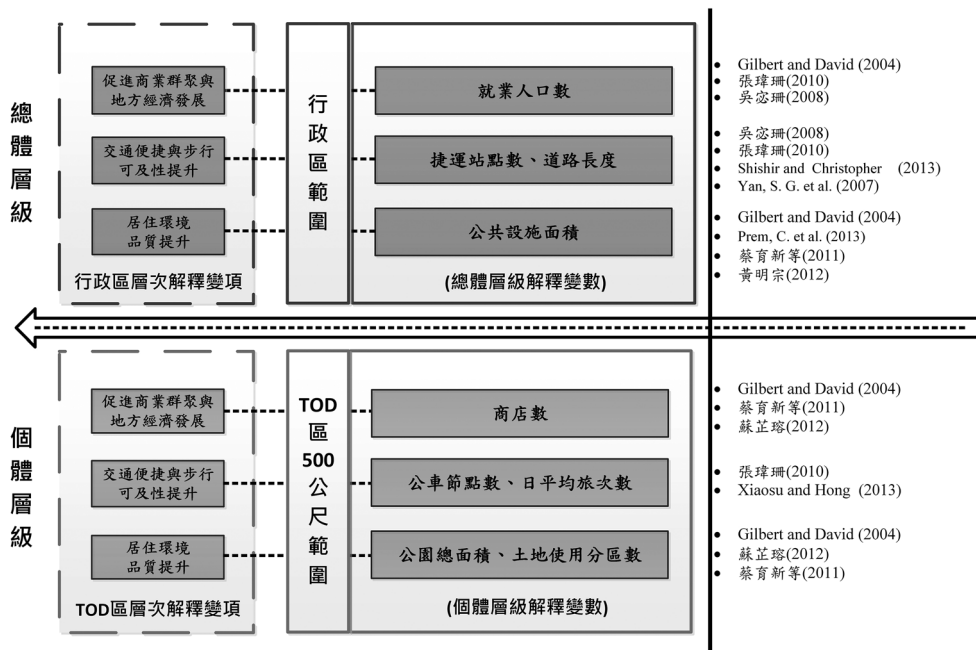 總體層級
促進商業群聚與
地方經濟發展
交通便捷與步行
可及性提升
居住環境
品質提升
行政區層次解釋變項
行政區範圍
就業人口數
捷運站點數、道路長度
公共設施面積
(總體層級解釋變數)
• Gilbert and David (2004)
• 張瑋珊(2010)
• 吳宓珊(2008)
• 吳宓珊(2008)
• 張瑋珊(2010)
• Shishir and Christopher (2013)
• Yan, S. G. et al. (2007)
• Gilbert and David (2004)
• Prem, C. et al. (2013)
• 蔡育新等(2011)
• 黃明宗(2012)
個體層級
促進商業群聚與
地方經濟發展
交通便捷與步行
可及性提升
居住環境
品質提升
TOD區層次解釋變項
TOD
區
500
公尺範圍
商店數
公車節點數、日平均旅次數
公園總面積、土地使用分區數
(個體層級解釋變數)
• Gilbert and David (2004)
• 蔡育新等(2011)
• 蘇芷瑢(2012)
• 張瑋珊(2010)
• Xiaosu and Hong (2013)
• Gilbert and David (2004)
• 蘇芷瑢(2012)
• 蔡育新等(2011)